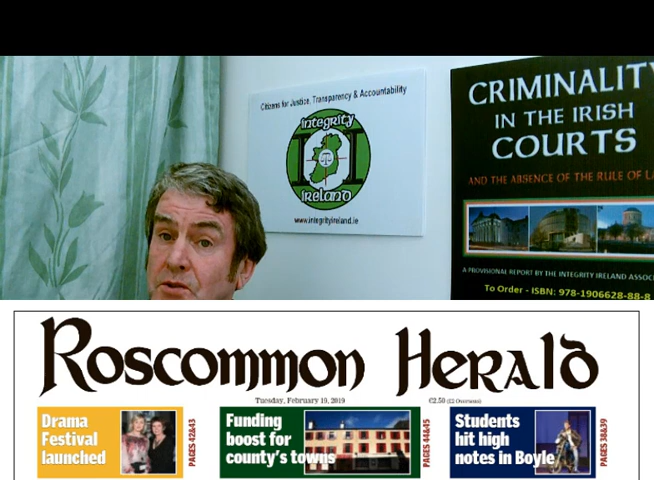 Citizens for Justice, Transparency & Accountability
integrity
I I
ireland
www.integrityireland.ie
CRIMINALITY
IN THE IRISH
COURTS
AND THE ABSENCE OF THE RULE OF LA
A PROVISIONAL REPORT BY THE INTEGRITY IRELAND ASSOC
To Order - ISBN: 978-1906628-88-8
Roscommon Herald
Tuesday, February 19, 2019
€2.50 (£2 Overseas)
Drama
Festival
launched
PAGES 42&43
Funding
boost for
county's towns
PAGES 44&45
Students
hit high
notes in Boyle
PAGES 38&39